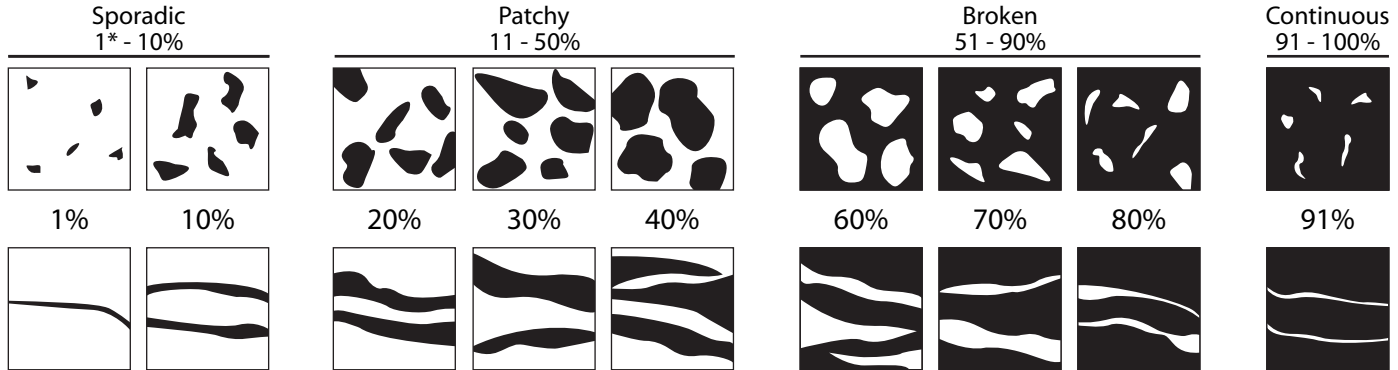 Sporadic
1* - 10%
Patchy
11 - 50%
Broken
51 - 90%
Continuous
91 - 100%
1%
10%
20%
30%
40%
60%
70%
80%
91%